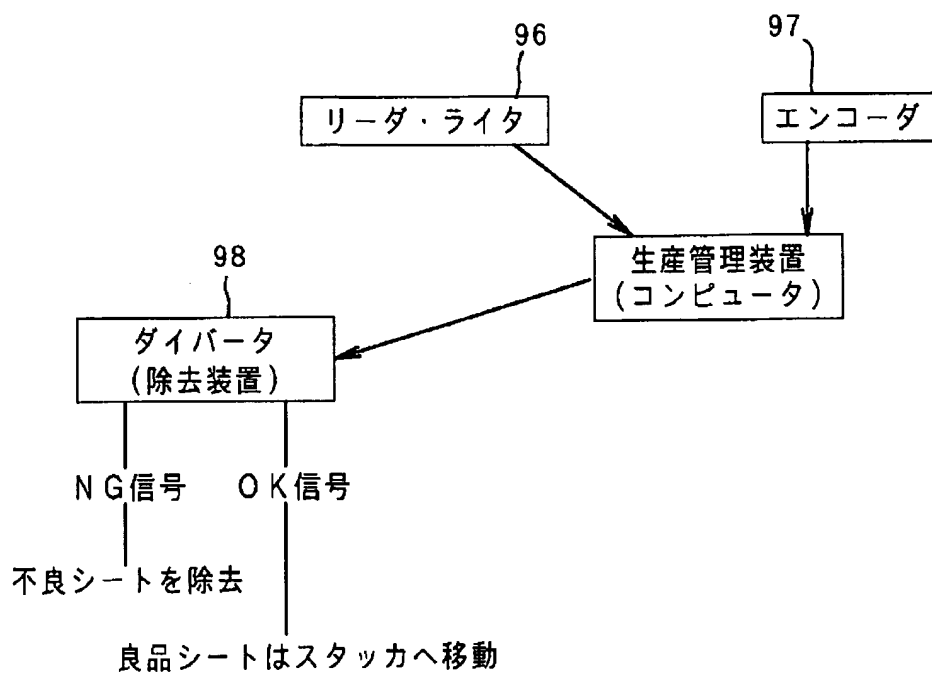 96
97
リーダ・ライタ
エンコーダ
生産管理装置
(コンピュータ)
98
ダイバータ
(除去装置)
NG信号
OK信号
不良シートを除去
良品シートはスタッカへ移動